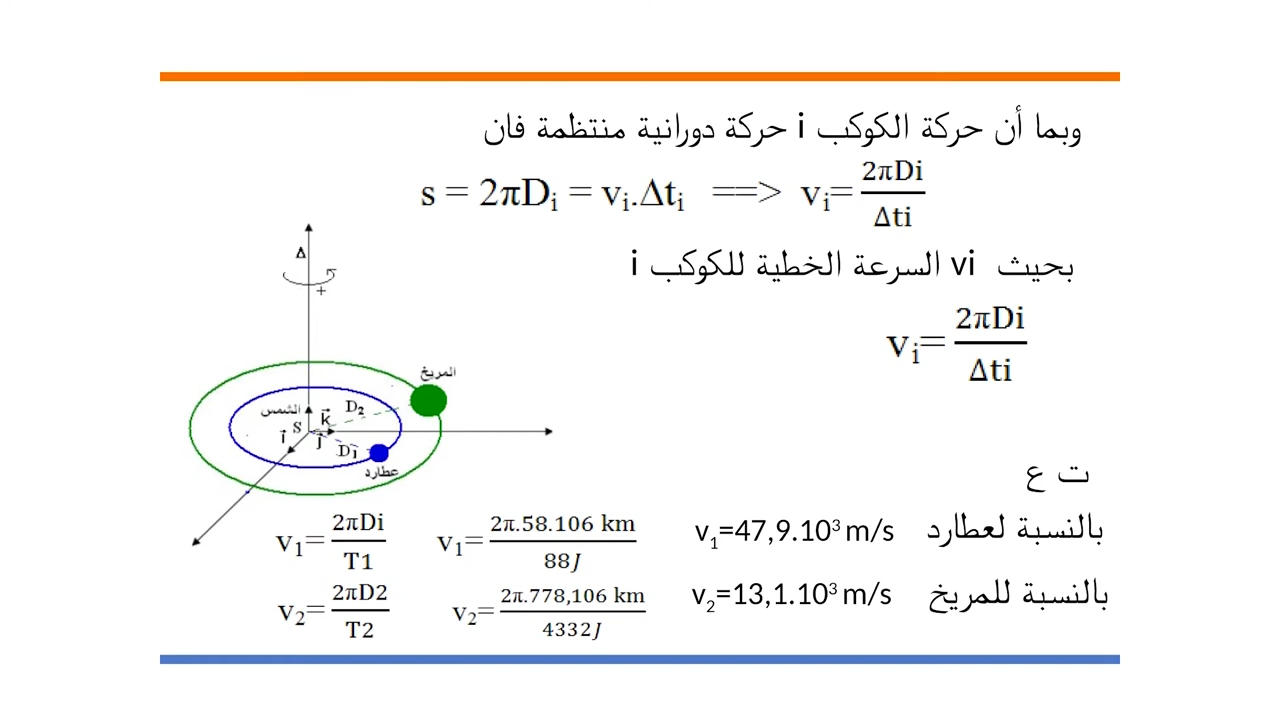 وبما أن حركة الكوكب i حركة دورانية منتظمة فان
s = 2πDᵢ = vᵢ.Δtᵢ ==> vᵢ= 2πDi / Δti
بحيث vi السرعة الخطية للكوكب i
vᵢ= 2πDi / Δti
Δ
+
المريخ
الشمس
D₂
k
S
i
j
D1
عطارد
ت ع
v₁= 2πDi / T1 v₁= 2π.58.106 km / 88J v₁=47,9.10³ m/s بالنسبة لعطارد
v₂= 2πD2 / T2 v₂= 2π.778,106 km / 4332J v₂=13,1.10³ m/s بالنسبة للمريخ